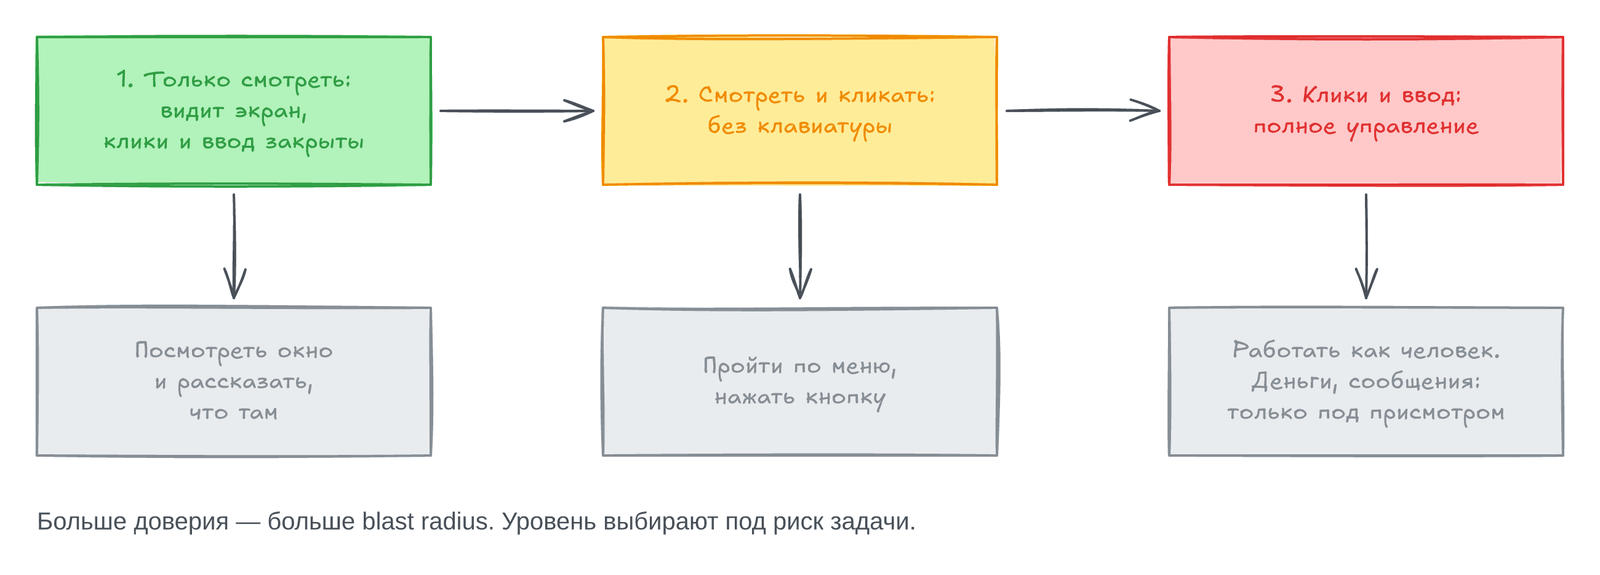 1. Только смотреть:
видит экран,
клики и ввод закрыты
2. Смотреть и кликать:
без клавиатуры
3. Клики и ввод:
полное управление
Посмотреть окно
и рассказать,
что там
Пройти по меню,
нажать кнопку
Работать как человек.
Деньги, сообщения:
только под присмотром
Больше доверия — больше blast radius. Уровень выбирают под риск задачи.